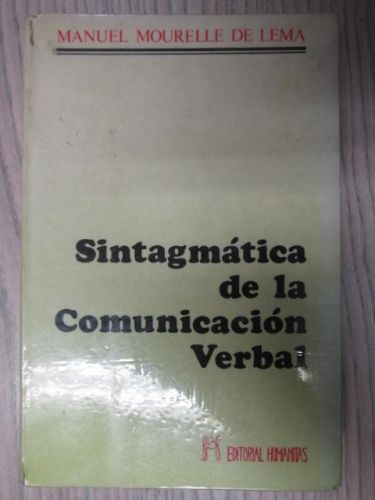 MANUEL MOURELLE DE LEMA
Sintagmática
de la
Comunicación
Verbal
EDITORIAL HUMANITAS